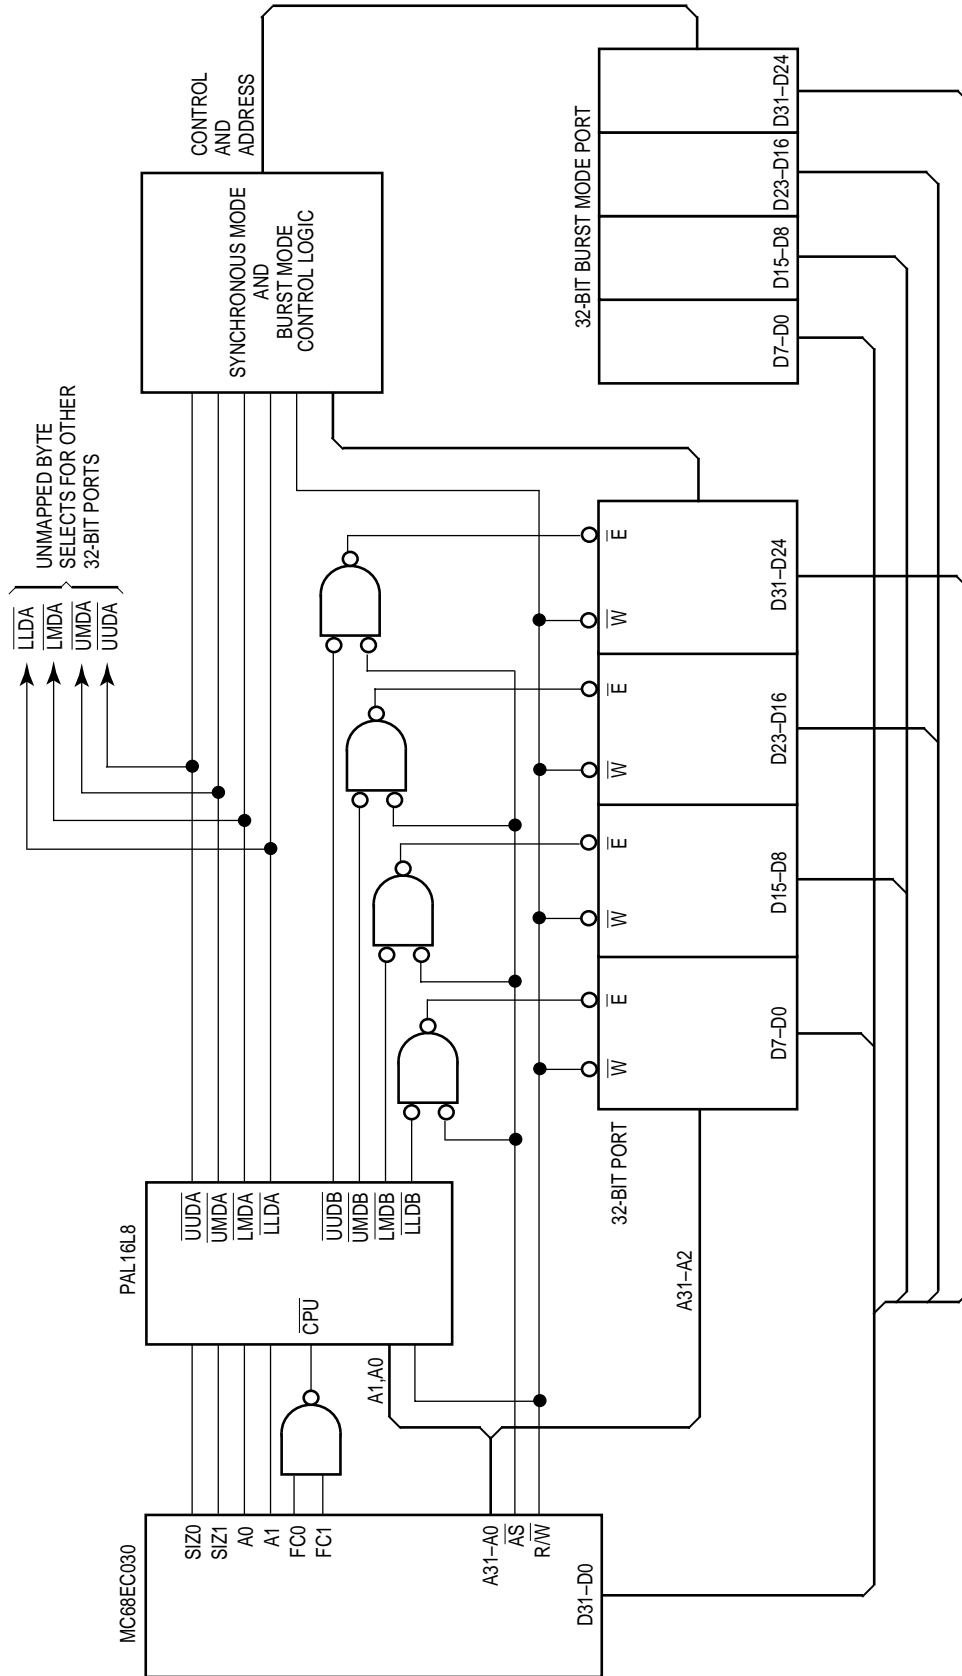 MC68EC030
SIZ0
SIZ1
A0
A1
FC0
FC1
A31–A0
AS
R/W
D31–D0
PAL16L8
CPU
A1,A0
UUDA
UMDA
LMDA
LLDA
UUDB
UMDB
LMDB
LLDB
A31–A2
UNMAPPED BYTE
SELECTS FOR OTHER
32-BIT PORTS
LLDA
LMDA
UMDA
UUDA
SYNCHRONOUS MODE
AND
BURST MODE
CONTROL LOGIC
CONTROL
AND
ADDRESS
32-BIT PORT
W
E
W
E
W
E
W
E
D7–D0
D15–D8
D23–D16
D31–D24
32-BIT BURST MODE PORT
D7–D0
D15–D8
D23–D16
D31–D24